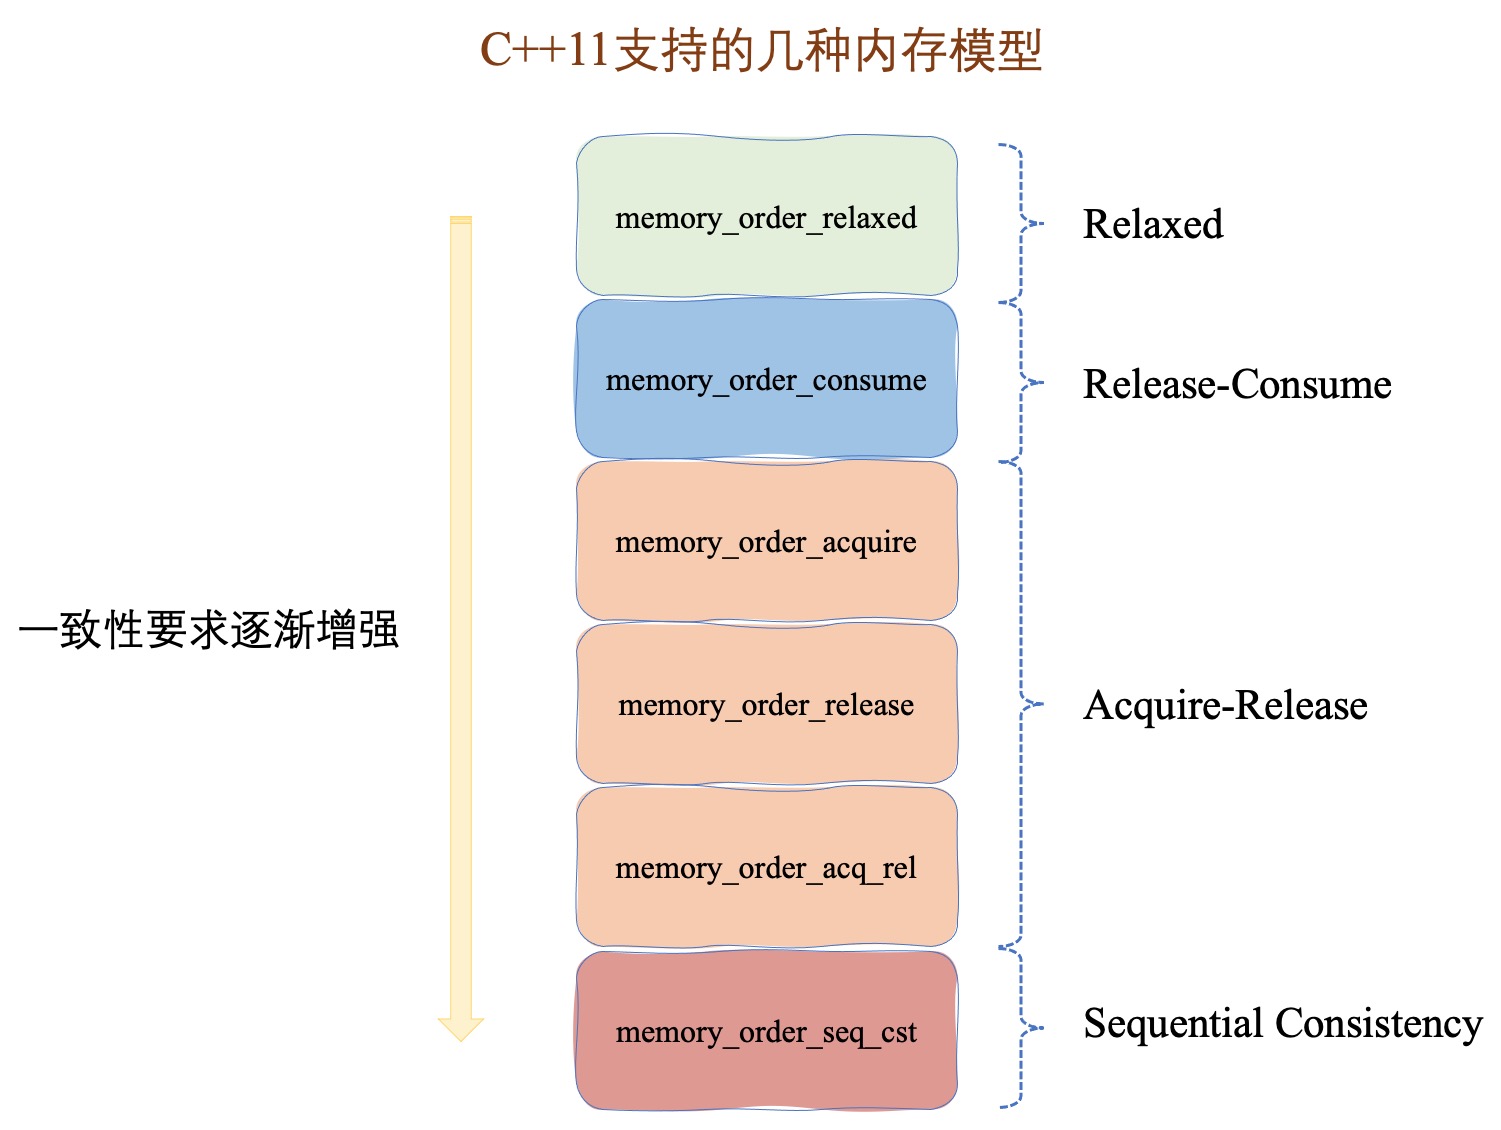 C++11支持的几种内存模型
memory_order_relaxed
Relaxed
memory_order_consume
Release-Consume
memory_order_acquire
一致性要求逐渐增强
memory_order_release
Acquire-Release
memory_order_acq_rel
memory_order_seq_cst
Sequential Consistency